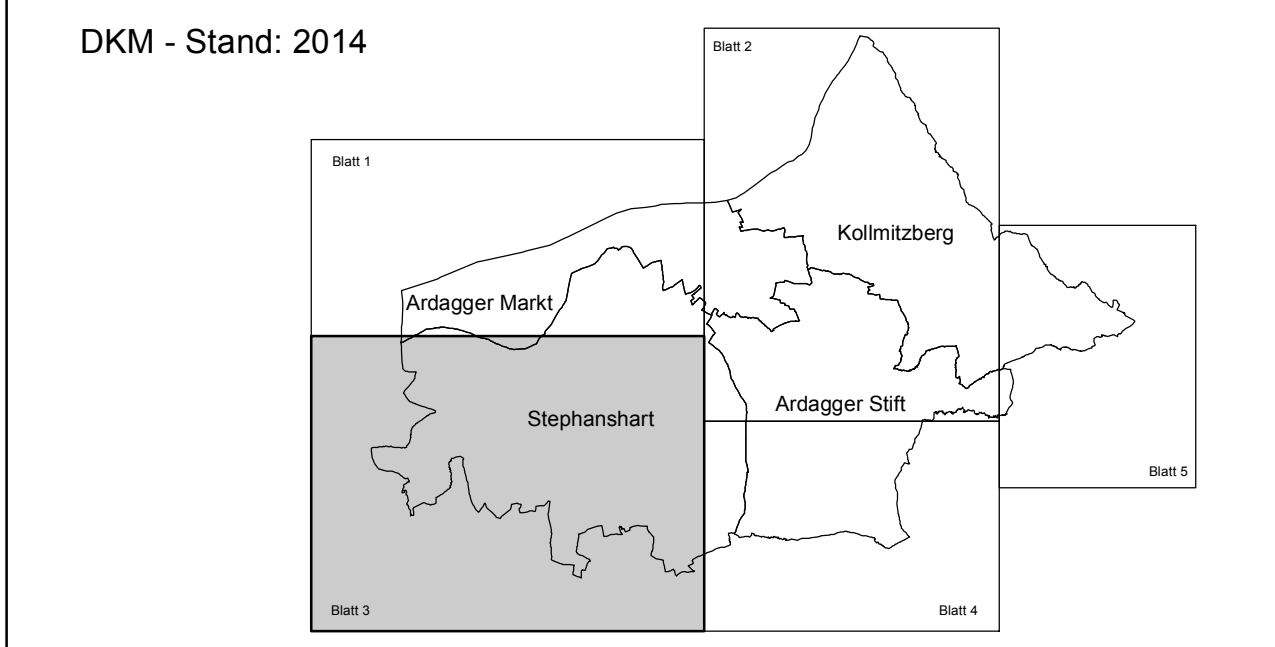 DKM - Stand: 2014
Blatt 2
Blatt 1
Kollmitzberg
Ardagger Markt
Ardagger Stift
Stephanshart
Blatt 5
Blatt 3
Blatt 4